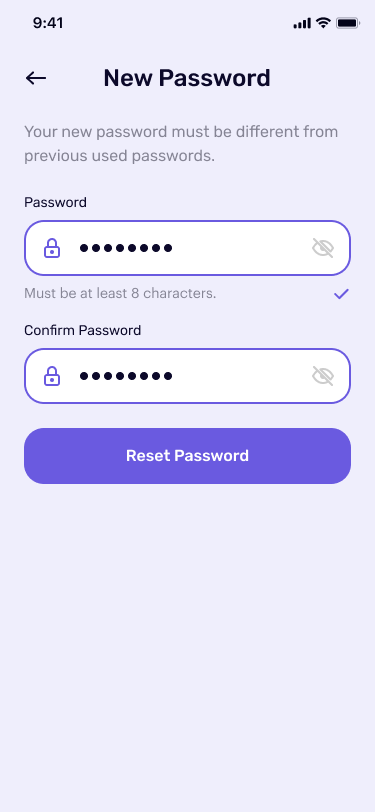 9:41
New Password
Your new password must be different from
previous used passwords.
Password
Must be at least 8 characters.
Confirm Password
Reset Password